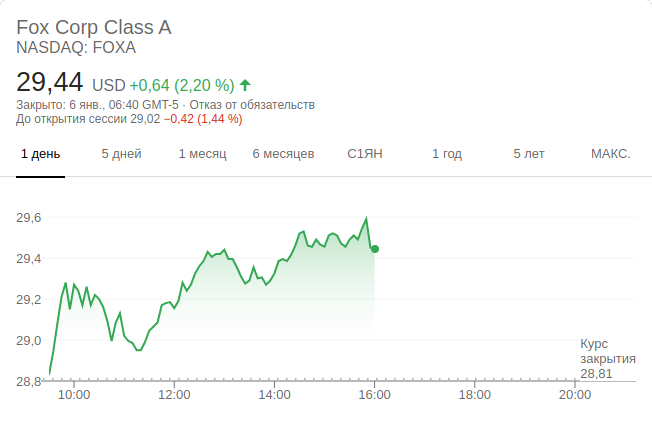 Fox Corp Class A
NASDAQ: FOXA
29,44 USD +0,64 (2,20 %)
Закрыто: 6 янв., 06:40 GMT-5 · Отказ от обязательств
До открытия сессии 29,02 −0,42 (1,44 %)
1 день 5 дней 1 месяц 6 месяцев С1ЯН 1 год 5 лет МАКС.
29,6
29,4
29,2
29,0
Курс
закрытия
28,81
28,8
10:00 12:00 14:00 16:00 18:00 20:00